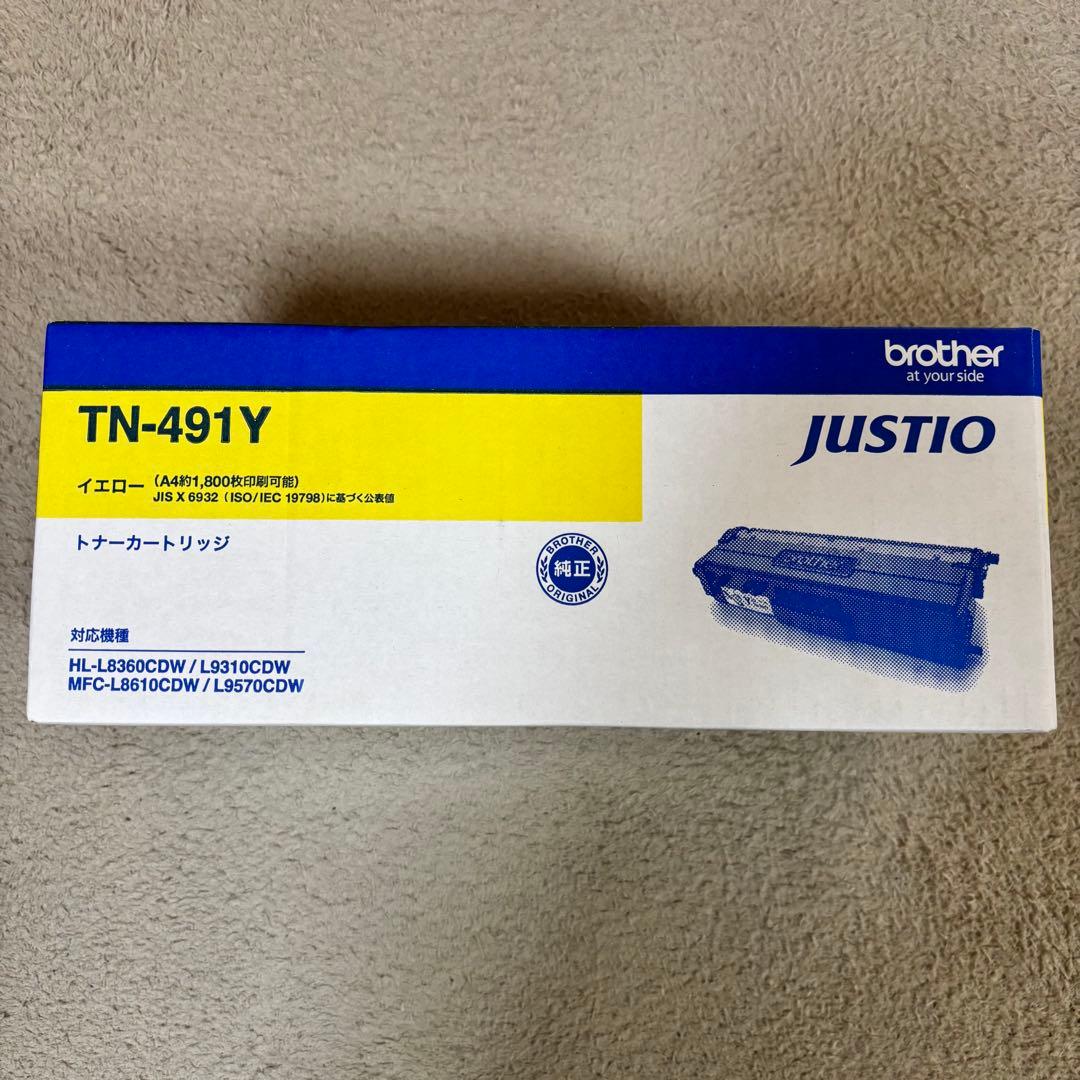 brother
at your side
TN-491Y
JUSTIO
イエロー (A4約1,800枚印刷可能)
JIS X 6932 (ISO/IEC 19798)に基づく公表値
トナーカートリッジ
BROTHER
純正
ORIGINAL
brother
対応機種
HL-L8360CDW / L9310CDW
MFC-L8610CDW / L9570CDW